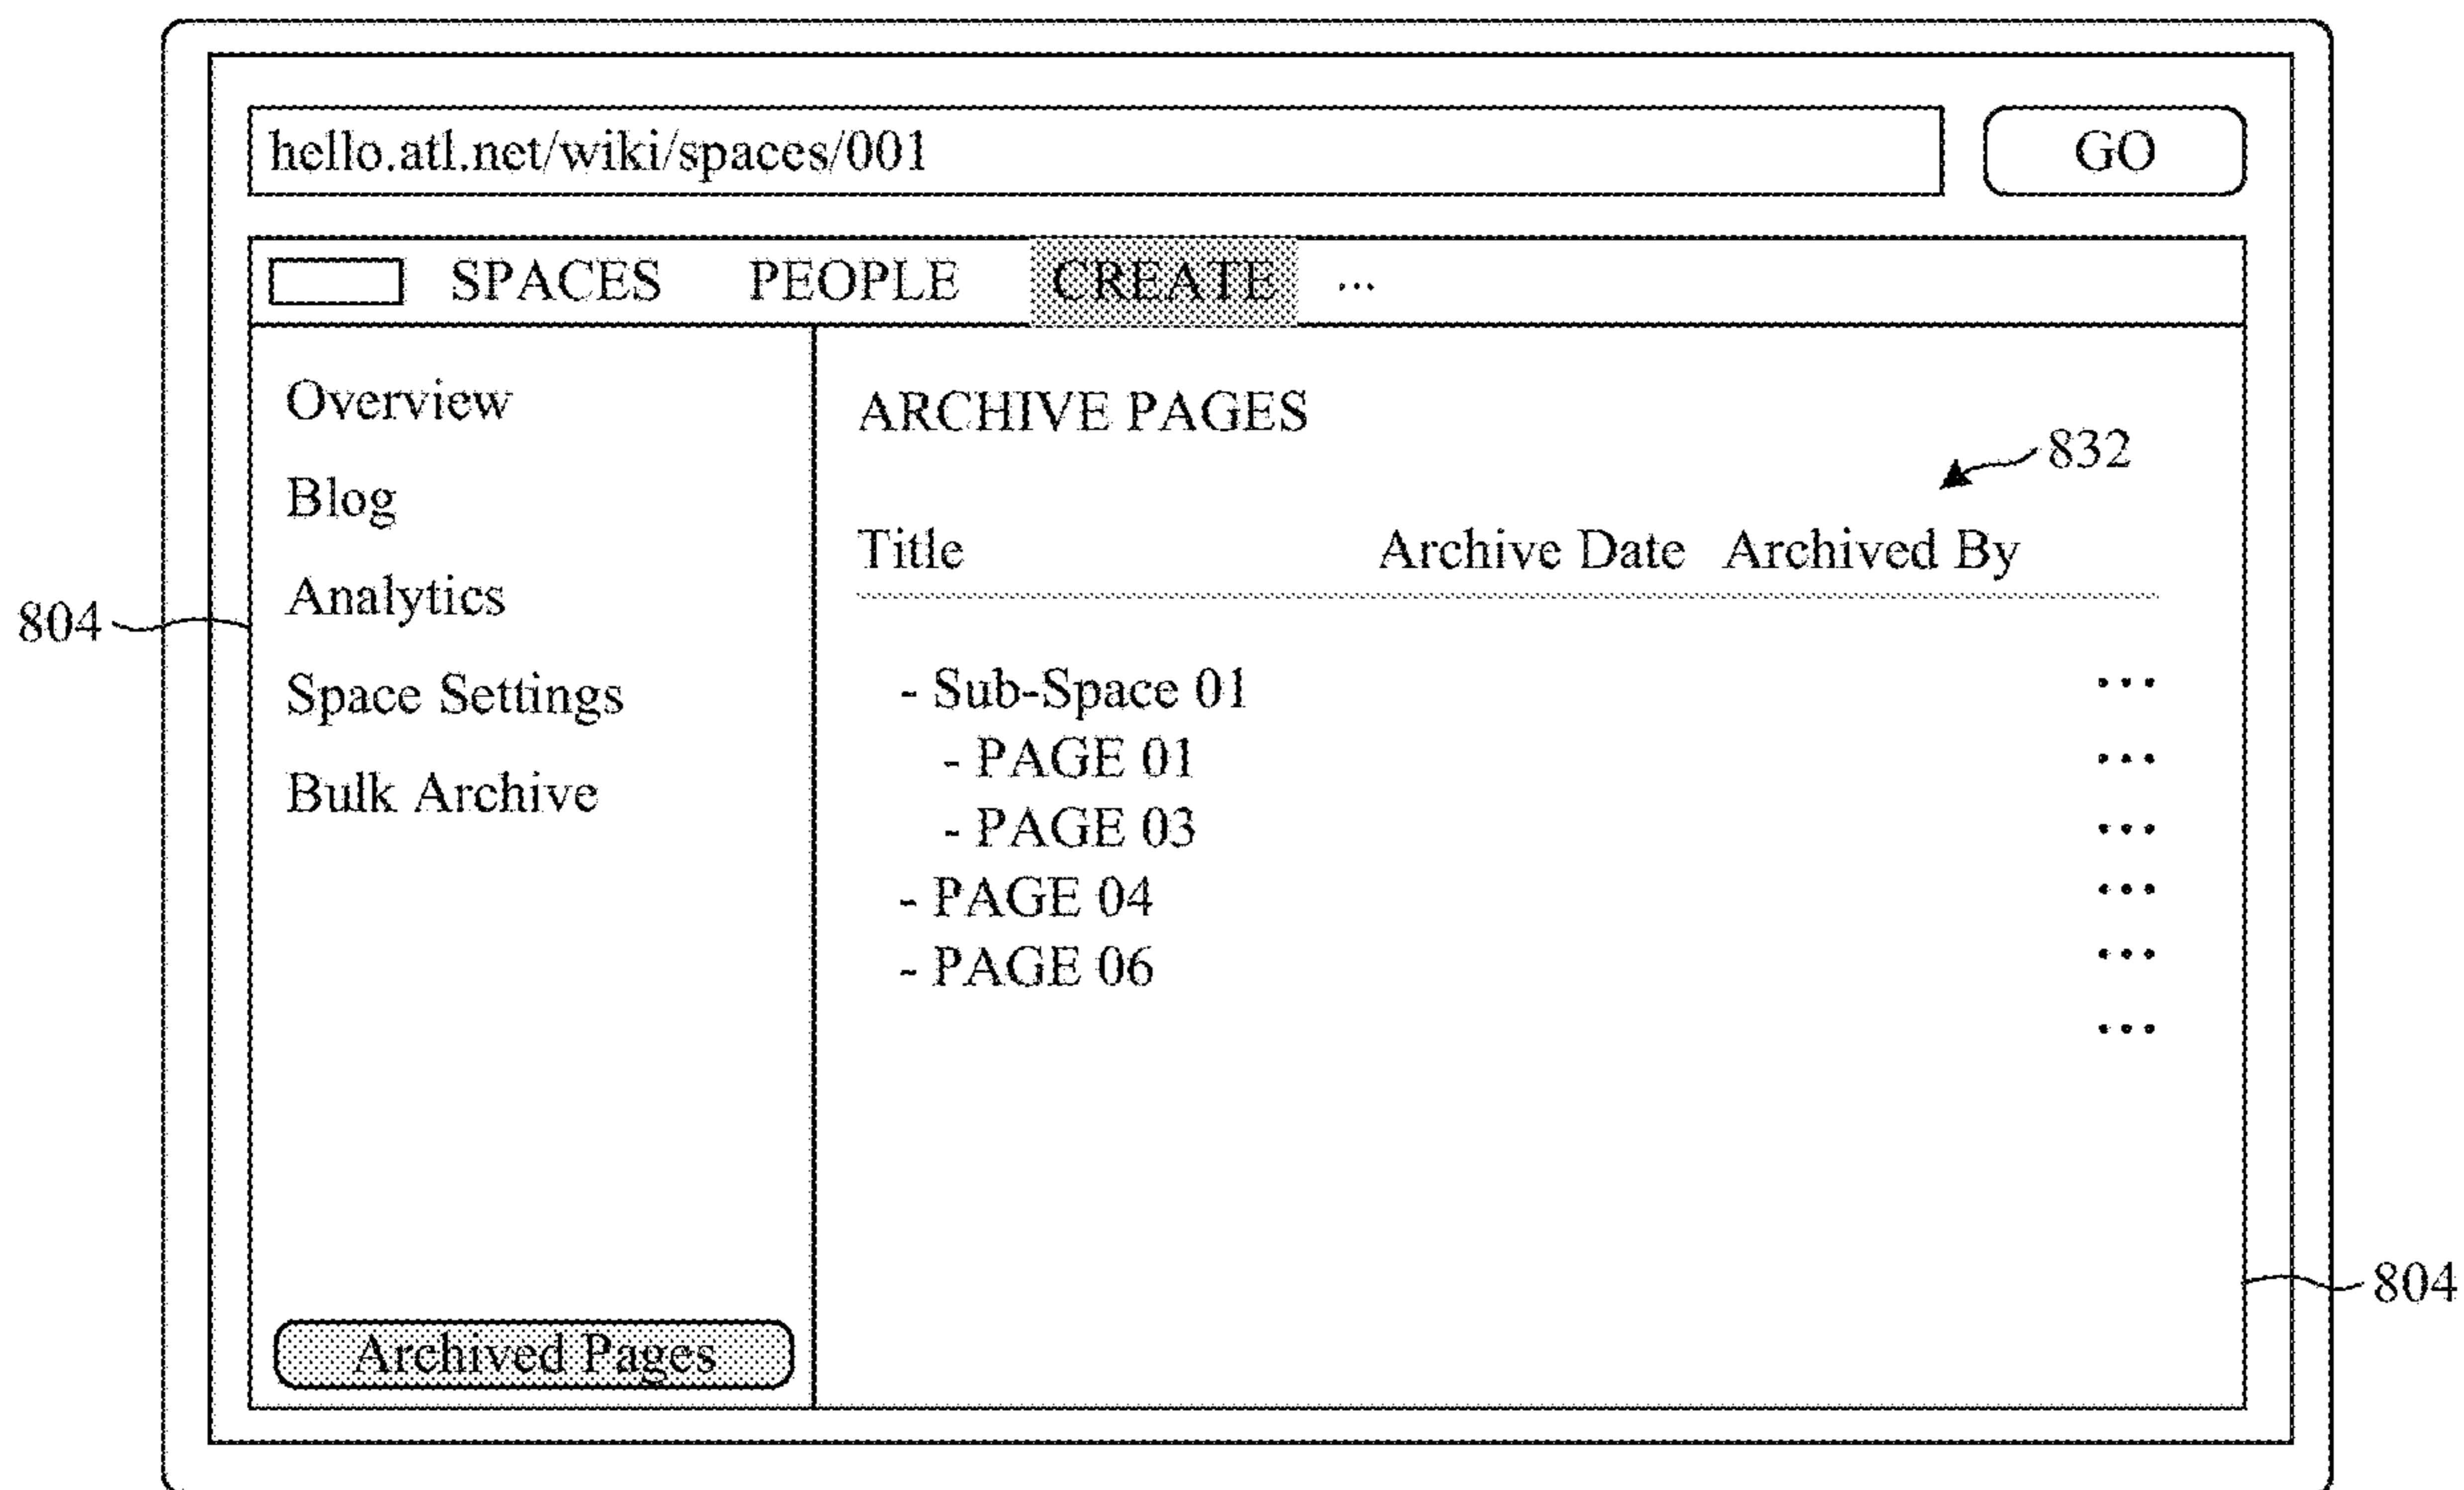 hello.atl.net/wiki/spaces/001 GO
SPACES PEOPLE CREATE ...
Overview
Blog
Analytics
Space Settings
Bulk Archive
Archived Pages
ARCHIVE PAGES
832
Title Archive Date Archived By
- Sub-Space 01 ...
- PAGE 01 ...
- PAGE 03 ...
- PAGE 04 ...
- PAGE 06 ...
...
804
804